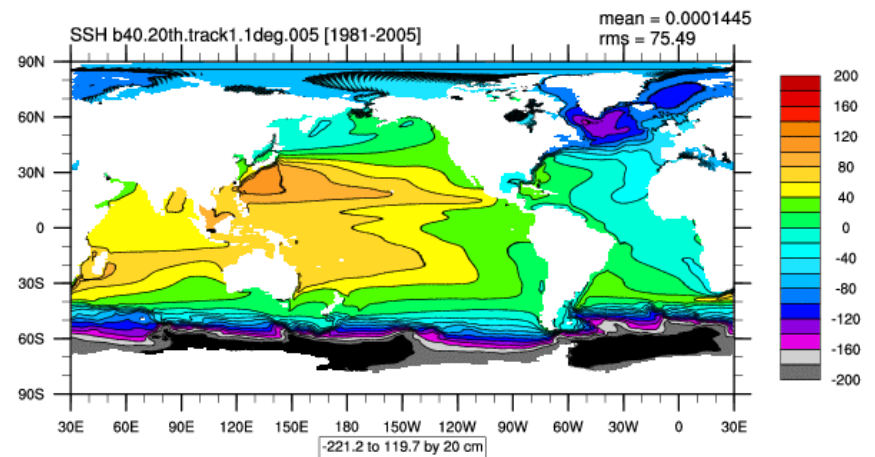 mean = 0.0001445
SSH b40.20th.track1.1deg.005 [1981-2005]
rms = 75.49
90N
60N
30N
0
30S
60S
90S
30E 60E 90E 120E 150E 180E 150W 120W 90W 60W 30W 0 30E
-221.2 to 119.7 by 20 cm
200
160
120
80
40
0
-40
-80
-120
-160
-200